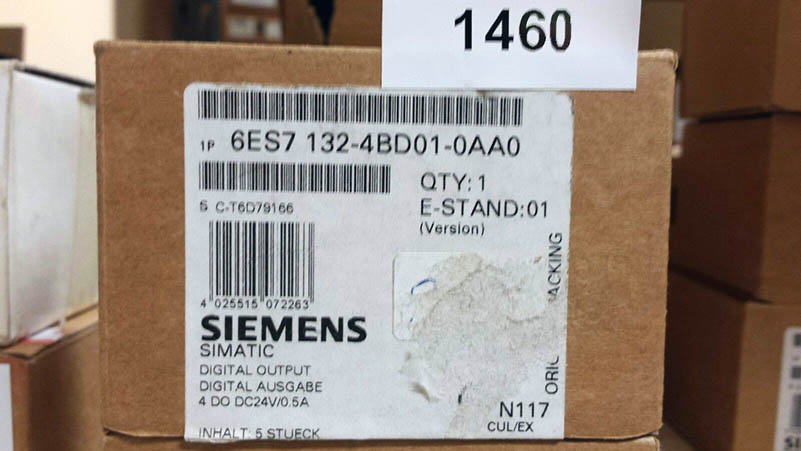 1460
1P 6ES7 132-4BD01-0AA0
QTY: 1
S C-T6D79166
E-STAND:01
(Version)
4 025515 072263
SIEMENS
SIMATIC
DIGITAL OUTPUT
DIGITAL AUSGABE
4 DO DC24V/0.5A
N117
CUL/EX
INHALT: 5 STUECK